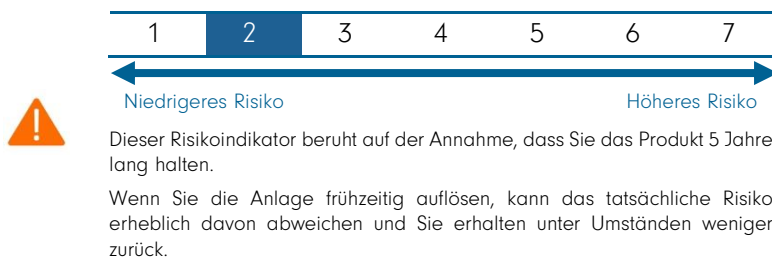 1 2 3 4 5 6 7
Niedrigeres Risiko Höheres Risiko
Dieser Risikoindikator beruht auf der Annahme, dass Sie das Produkt 5 Jahre
lang halten.
Wenn Sie die Anlage frühzeitig auflösen, kann das tatsächliche Risiko
erheblich davon abweichen und Sie erhalten unter Umständen weniger
zurück.